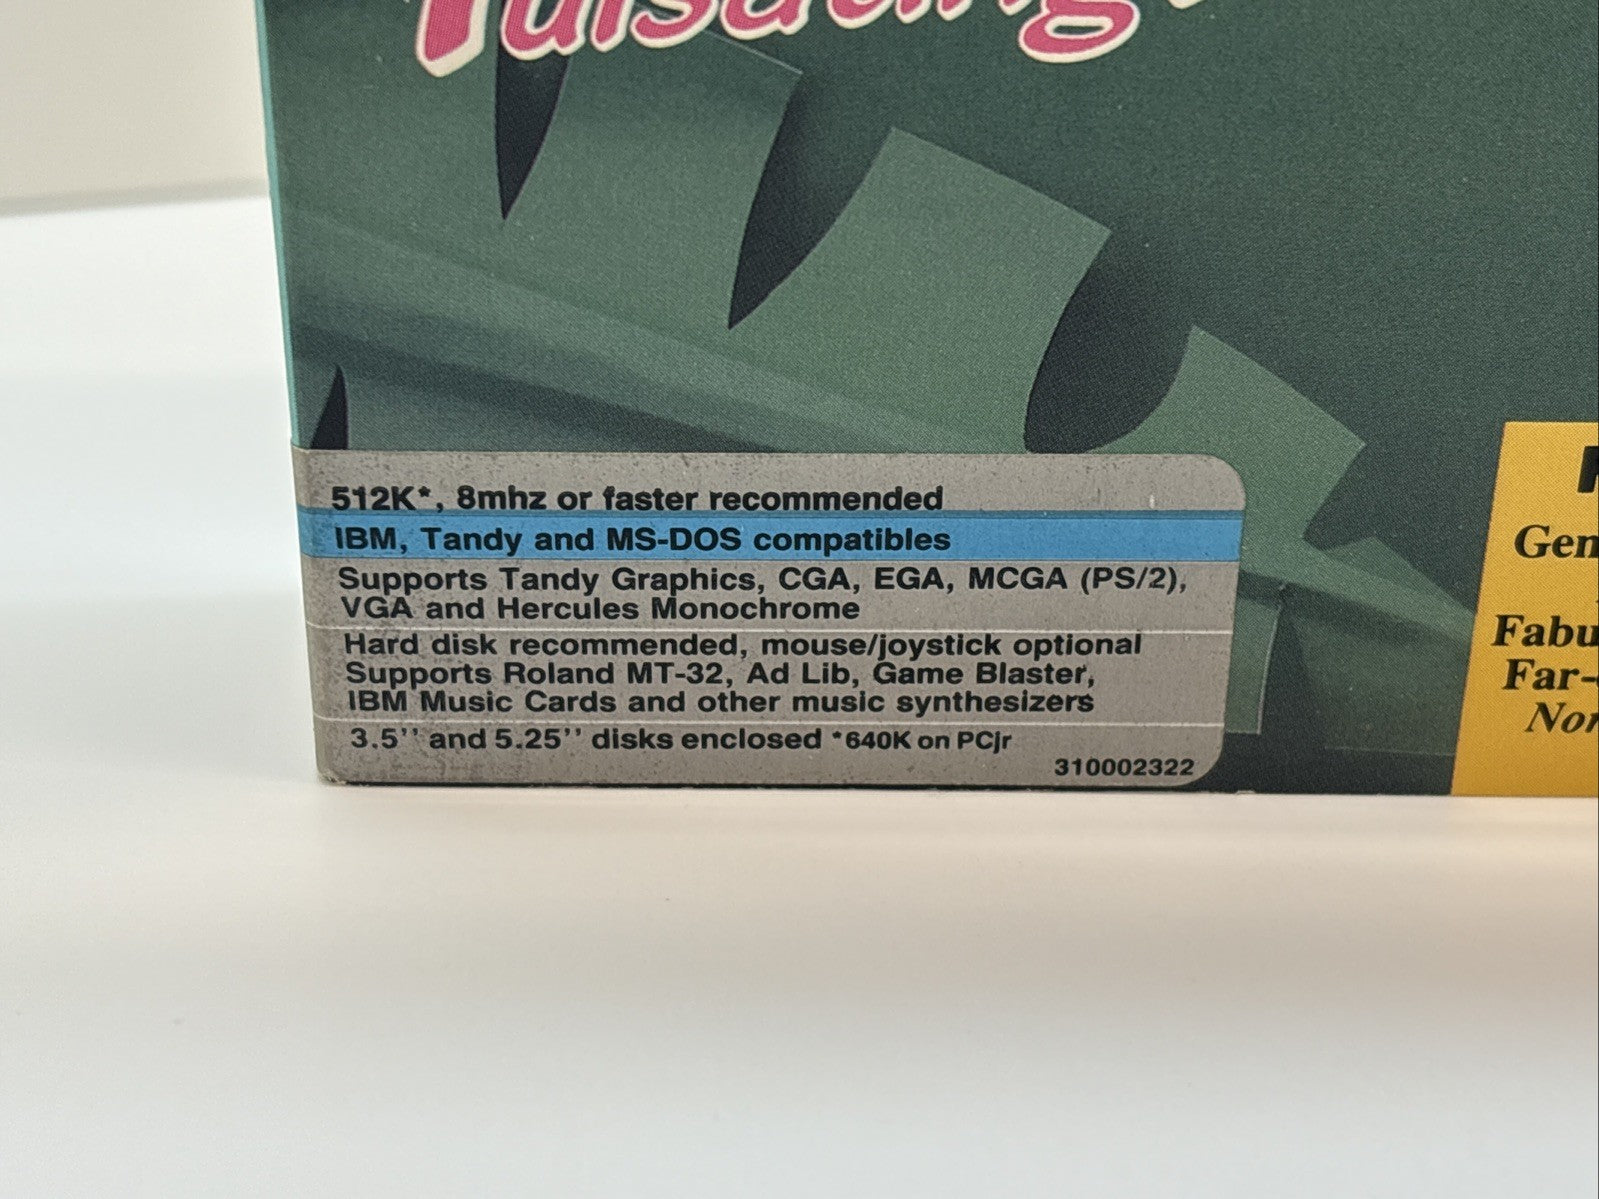 Pulsating
512K*, 8mhz or faster recommended
IBM, Tandy and MS-DOS compatibles
Supports Tandy Graphics, CGA, EGA, MCGA (PS/2),
VGA and Hercules Monochrome
Hard disk recommended, mouse/joystick optional
Supports Roland MT-32, Ad Lib, Game Blaster,
IBM Music Cards and other music synthesizers
3.5'' and 5.25'' disks enclosed *640K on PCjr
310002322